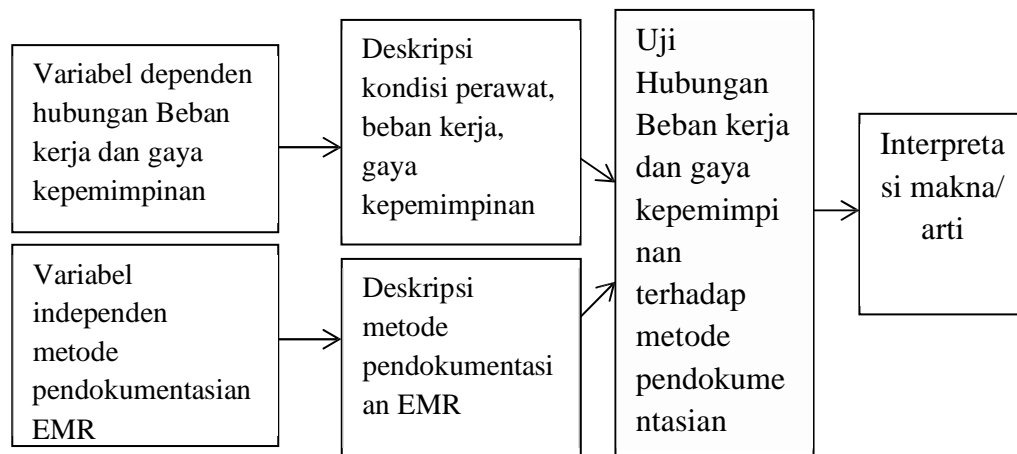 Variabel dependen
hubungan Beban
kerja dan gaya
kepemimpinan
Deskripsi
kondisi perawat,
beban kerja,
gaya
kepemimpinan
Uji
Hubungan
Beban kerja
dan gaya
kepemimpi
nan
terhadap
metode
pendokume
ntasian
Interpreta
si makna/
arti
Variabel
independen
metode
pendokumentasian
EMR
Deskripsi
metode
pendokumentasi
an EMR